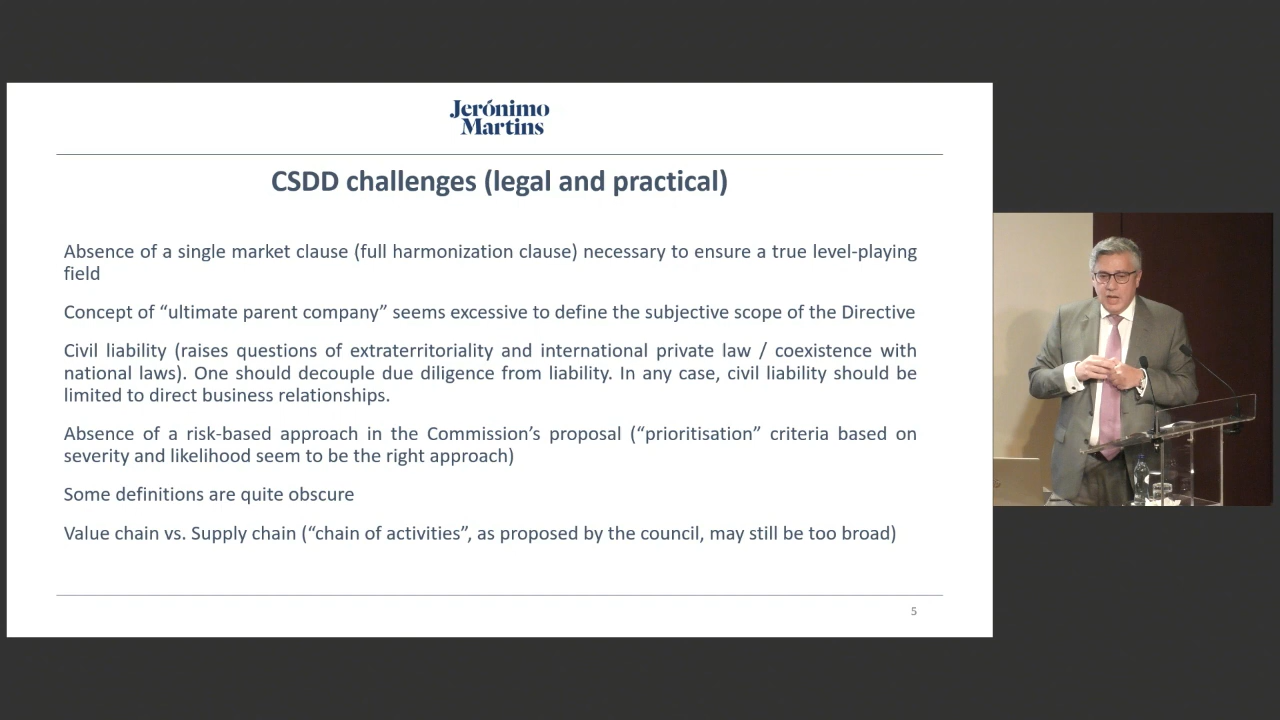 Jerónimo
Martins
CSDD challenges (legal and practical)
Absence of a single market clause (full harmonization clause) necessary to ensure a true level-playing
field
Concept of “ultimate parent company” seems excessive to define the subjective scope of the Directive
Civil liability (raises questions of extraterritoriality and international private law / coexistence with
national laws). One should decouple due diligence from liability. In any case, civil liability should be
limited to direct business relationships.
Absence of a risk-based approach in the Commission’s proposal (“prioritisation” criteria based on
severity and likelihood seem to be the right approach)
Some definitions are quite obscure
Value chain vs. Supply chain (“chain of activities”, as proposed by the council, may still be too broad)
5